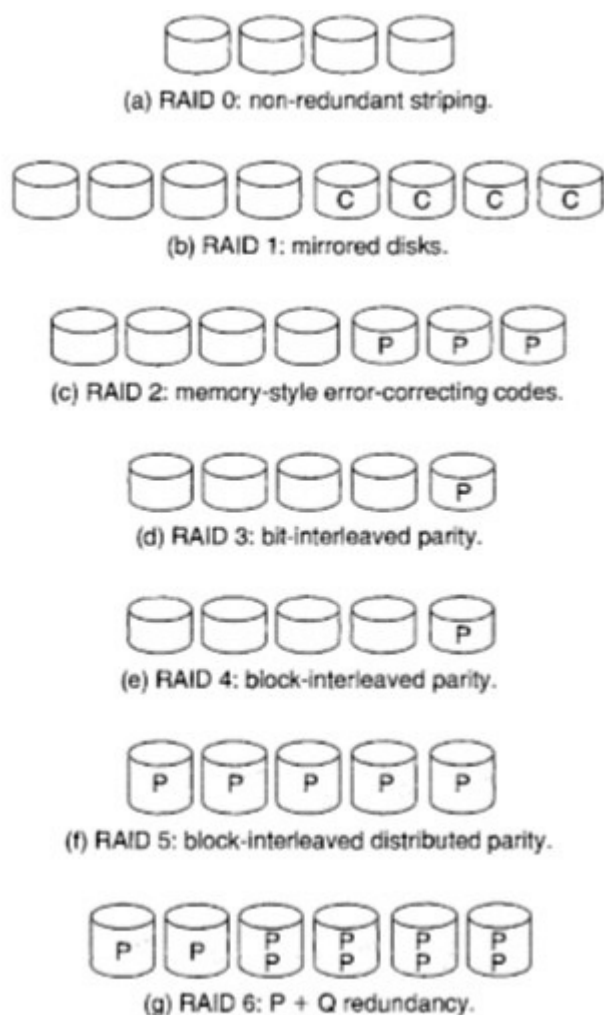 (a) RAID 0: non-redundant striping.
C C C C
(b) RAID 1: mirrored disks.
P P P
(c) RAID 2: memory-style error-correcting codes.
P
(d) RAID 3: bit-interleaved parity.
P
(e) RAID 4: block-interleaved parity.
P P P P P
(f) RAID 5: block-interleaved distributed parity.
P P P P P P
P P P P
(g) RAID 6: P + Q redundancy.